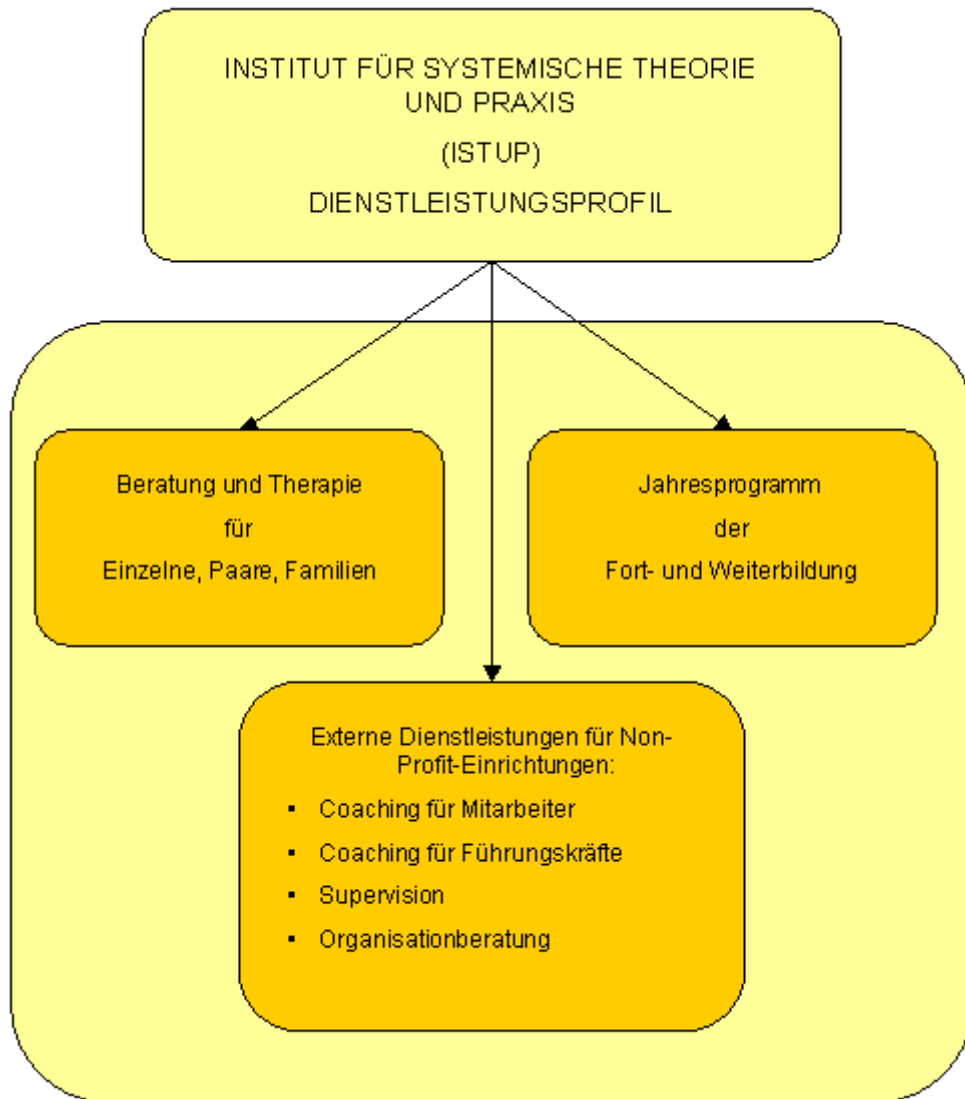 INSTITUT FÜR SYSTEMISCHE THEORIE
UND PRAXIS
(ISTUP)
DIENSTLEISTUNGSPROFIL
Beratung und Therapie
für
Einzelne, Paare, Familien
Jahresprogramm
der
Fort- und Weiterbildung
Externe Dienstleistungen für Non-
Profit-Einrichtungen:
▪ Coaching für Mitarbeiter
▪ Coaching für Führungskräfte
▪ Supervision
▪ Organisationberatung